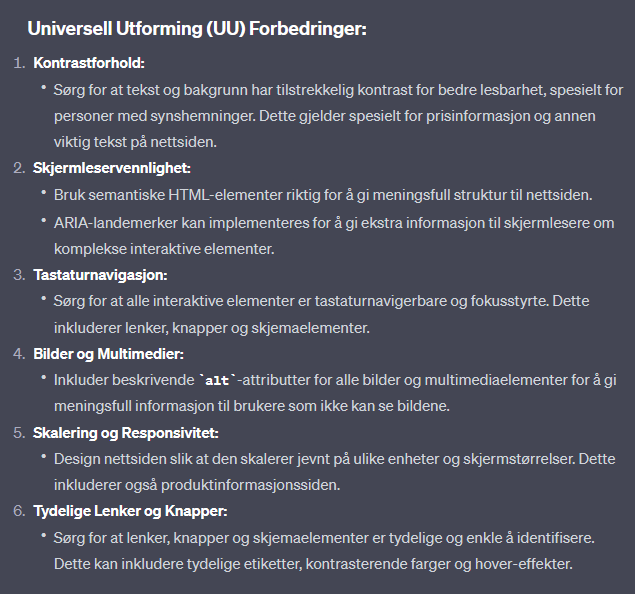 Universell Utforming (UU) Forbedringer:
1. Kontrastforhold:
• Sørg for at tekst og bakgrunn har tilstrekkelig kontrast for bedre lesbarhet, spesielt for
personer med synshemninger. Dette gjelder spesielt for prisinformasjon og annen
viktig tekst på nettsiden.
2. Skjermleservennlighet:
• Bruk semantiske HTML-elementer riktig for å gi meningsfull struktur til nettsiden.
• ARIA-landemerker kan implementeres for å gi ekstra informasjon til skjermlesere om
komplekse interaktive elementer.
3. Tastaturnavigasjon:
• Sørg for at alle interaktive elementer er tastaturnavigerbare og fokusstyrte. Dette
inkluderer lenker, knapper og skjemaelementer.
4. Bilder og Multimedier:
• Inkluder beskrivende `alt`-attributter for alle bilder og multimediaelementer for å gi
meningsfull informasjon til brukere som ikke kan se bildene.
5. Skalering og Responsivitet:
• Design nettsiden slik at den skalerer jevnt på ulike enheter og skjermstørrelser. Dette
inkluderer også produktinformasjonssiden.
6. Tydelige Lenker og Knapper:
• Sørg for at lenker, knapper og skjemaelementer er tydelige og enkle å identifisere.
Dette kan inkludere tydelige etiketter, kontrasterende farger og hover-effekter.